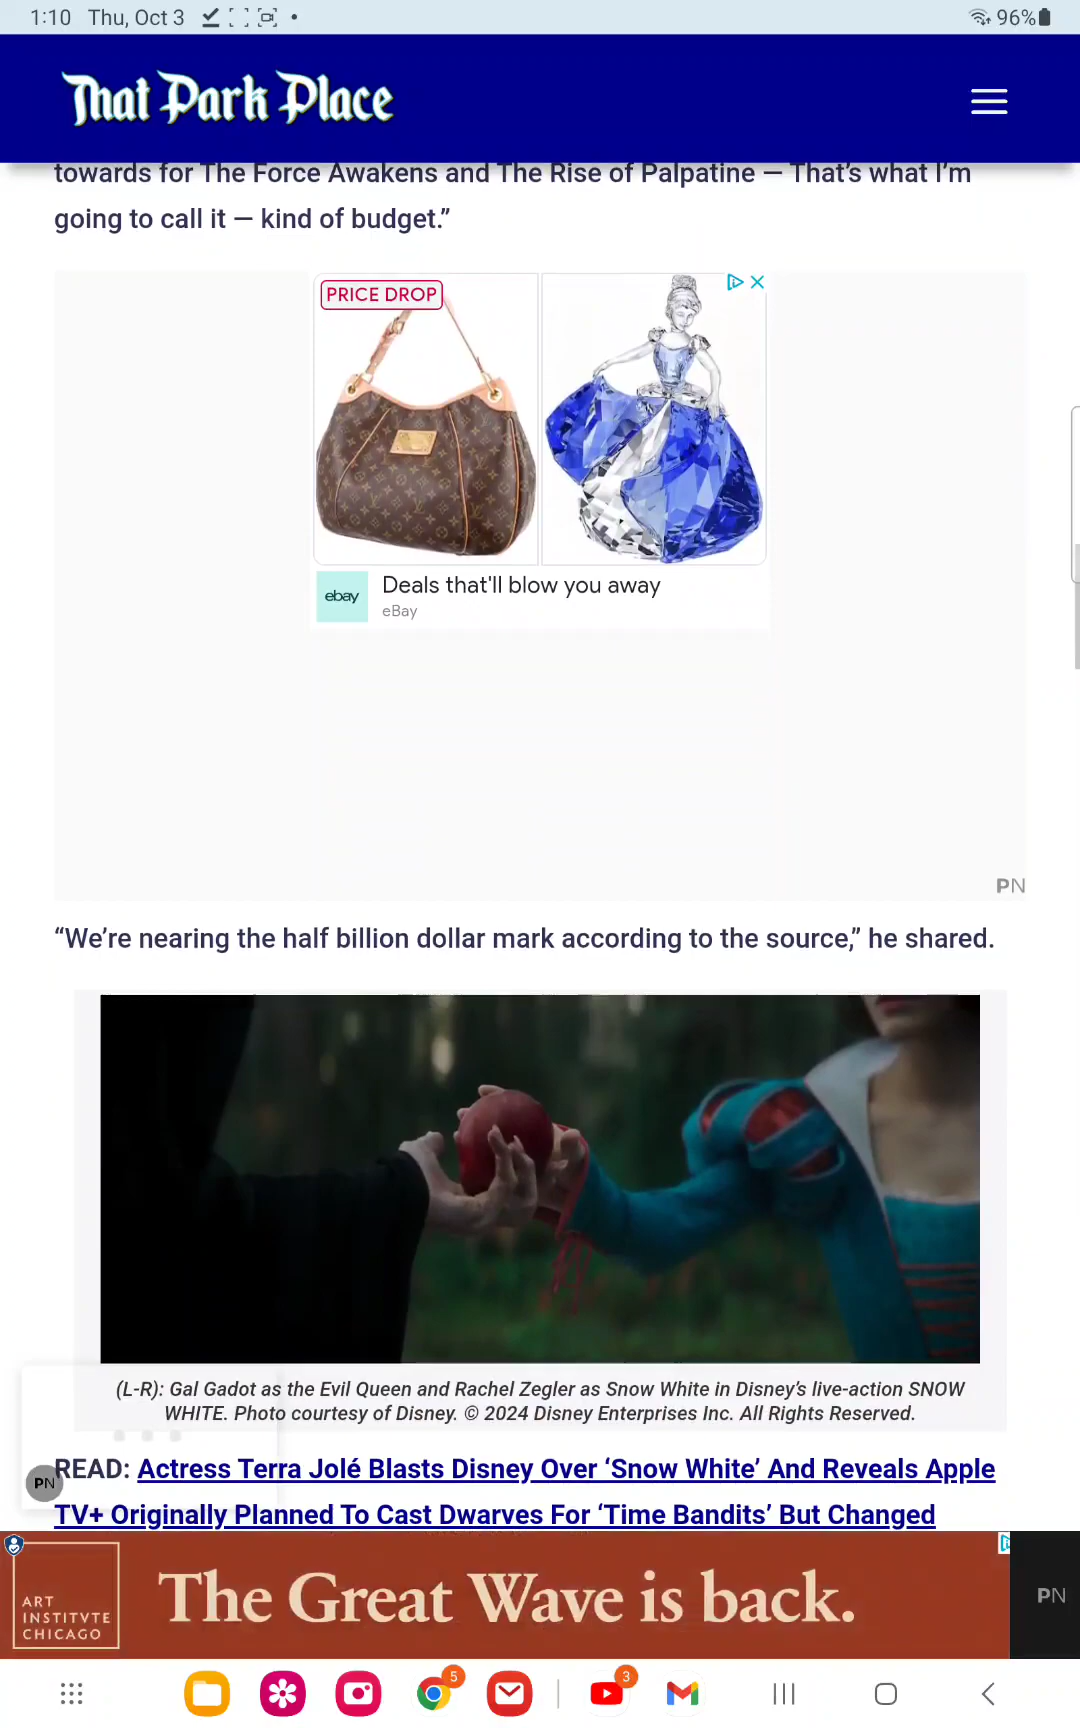 1:10 Thu, Oct 3
96%
That Park Place
towards for The Force Awakens and The Rise of Palpatine — That’s what I’m
going to call it — kind of budget.”
PRICE DROP
ebay
Deals that'll blow you away
eBay
PN
“We’re nearing the half billion dollar mark according to the source,” he shared.
(L-R): Gal Gadot as the Evil Queen and Rachel Zegler as Snow White in Disney’s live-action SNOW
WHITE. Photo courtesy of Disney. © 2024 Disney Enterprises Inc. All Rights Reserved.
READ: Actress Terra Jolé Blasts Disney Over ‘Snow White’ And Reveals Apple
PN
TV+ Originally Planned To Cast Dwarves For ‘Time Bandits’ But Changed
ART
INSTITVTE
CHICAGO
The Great Wave is back.
PN
5
3